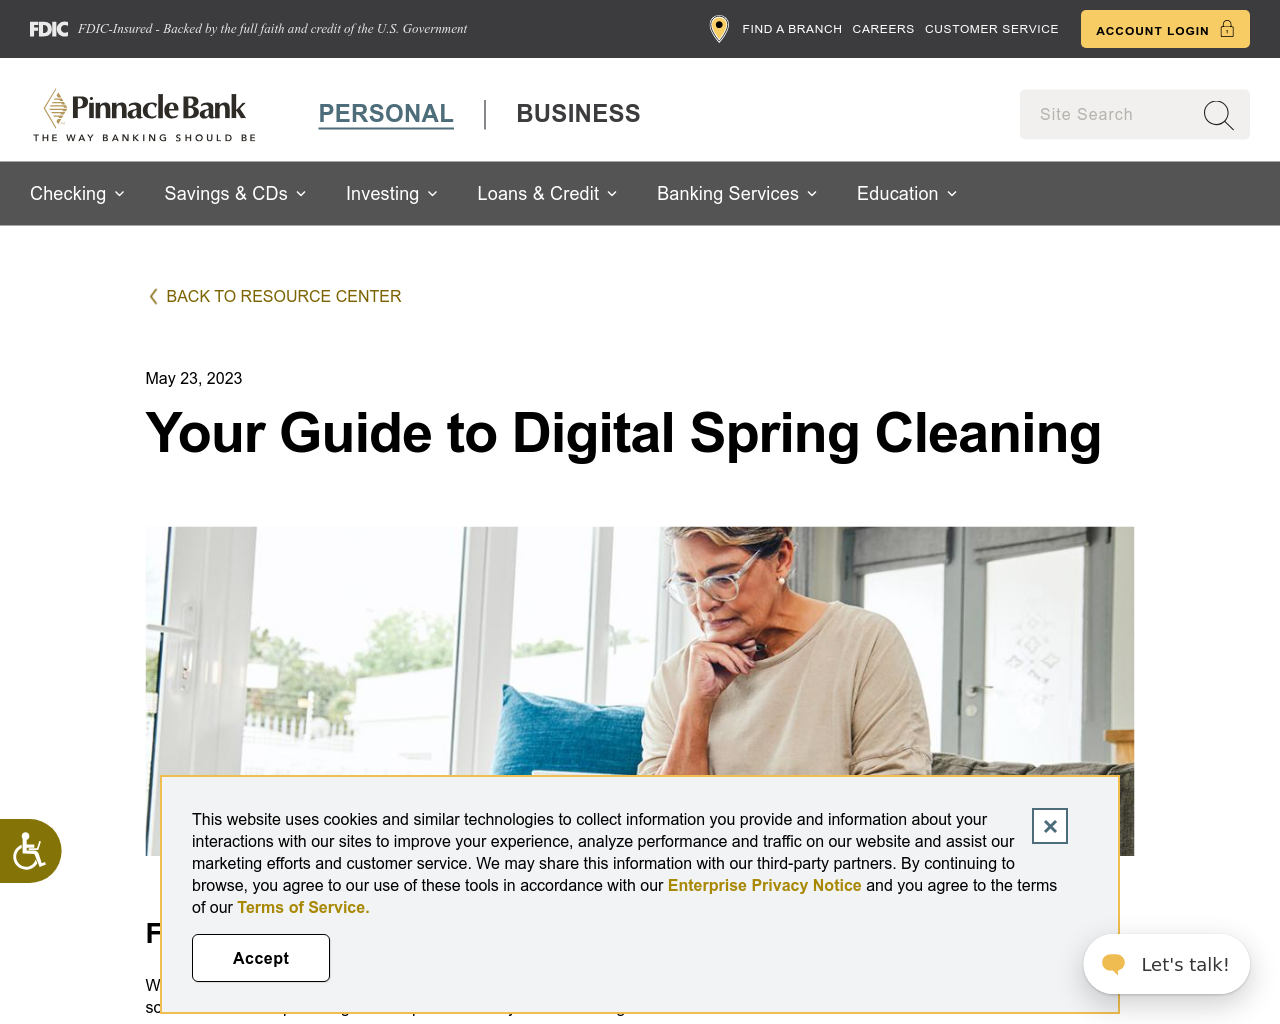 FDIC FDIC-Insured - Backed by the full faith and credit of the U.S. Government
FIND A BRANCH CAREERS CUSTOMER SERVICE ACCOUNT LOGIN
Pinnacle Bank
THE WAY BANKING SHOULD BE
PERSONAL BUSINESS
Site Search
Checking Savings & CDs Investing Loans & Credit Banking Services Education
BACK TO RESOURCE CENTER
May 23, 2023
Your Guide to Digital Spring Cleaning
This website uses cookies and similar technologies to collect information you provide and information about your
interactions with our sites to improve your experience, analyze performance and traffic on our website and assist our
marketing efforts and customer service. We may share this information with our third-party partners. By continuing to
browse, you agree to our use of these tools in accordance with our Enterprise Privacy Notice and you agree to the terms
of our Terms of Service.
Accept
Let's talk!